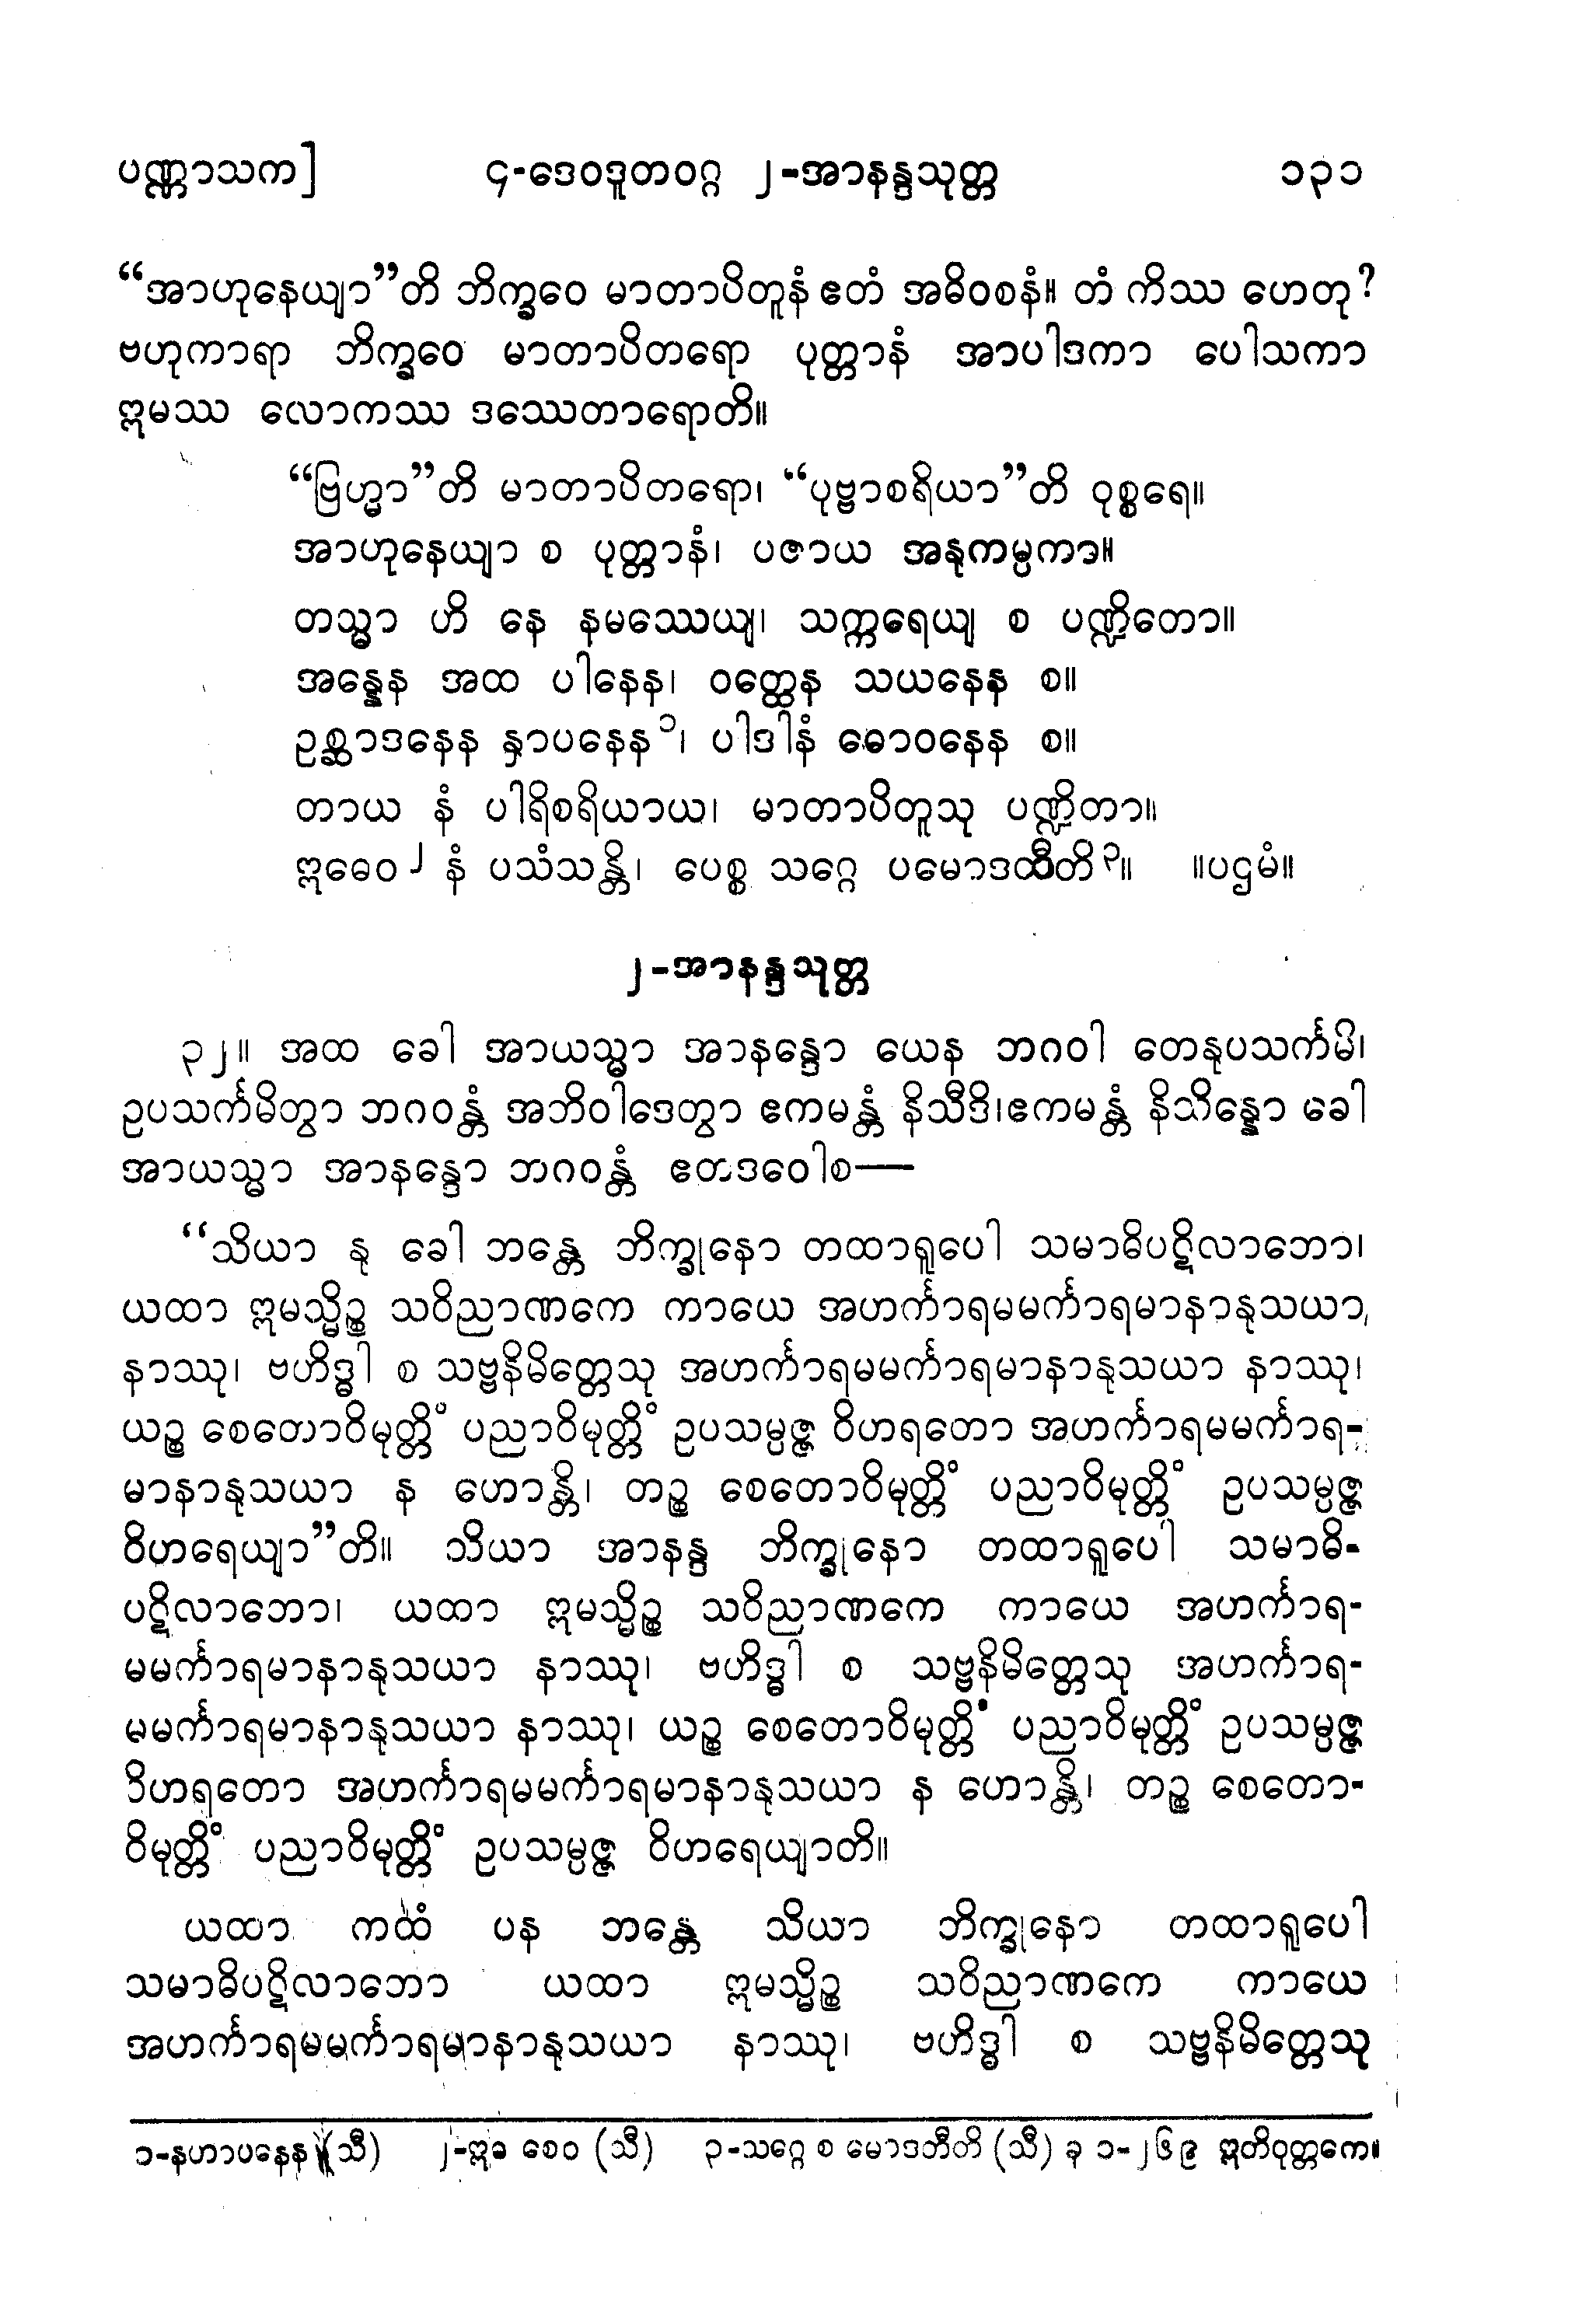 ပဏ္ဏာသက]	၄-ဒေဝဒူတဝဂ္ဂ ၂-အာနန္ဒသုတ္တ	၁၃၁
“အာဟုနေယျာ”တိ ဘိက္ခဝေ မာတာပိတူနံ ဧတံ အဓိဝစနံ။ တံ ကိဿ ဟေတု?
ဗဟုကာရာ ဘိက္ခဝေ မာတာပိတရော ပုတ္တာနံ အာပါဒကာ ပေါသကာ
ဣမဿ လောကဿ ဒဿေတာရောတိ။
“ဗြဟ္မာ”တိ မာတာပိတရော၊ “ပုဗ္ဗာစရိယာ”တိ ဝုစ္စရေ။
အာဟုနေယျာ စ ပုတ္တာနံ၊ ပဇာယ အနုကမ္ပကာ။
တသ္မာ ဟိ နေ နမဿေယျ၊ သက္ကရေယျ စ ပဏ္ဍိတော။
အန္နေန အထ ပါနေန၊ ဝတ္ထေန သယနေန စ။
ဥစ္ဆာဒနေန နှာပနေန၁၊ ပါဒါနံ ဓောဝနေန စ။
တာယ နံ ပါရိစရိယာယ၊ မာတာပိတူသု ပဏ္ဍိတာ။
ဣဓေဝ၂ နံ ပသံသန္တိ၊ ပေစ္စ သဂ္ဂေ ပမောဒတီတိ၃။ ။ပဌမံ။
၂-အာနန္ဒသုတ္တ
၃၂။ အထ ခေါ အာယသ္မာ အာနန္ဒော ယေန ဘဂဝါ တေနုပသင်္ကမိ၊
ဥပသင်္ကမိတွာ ဘဂဝန္တံ အဘိဝါဒေတွာ ဧကမန္တံ နိသီဒိ၊ဧကမန္တံ နိသိန္နော ခေါ
အာယသ္မာ အာနန္ဒော ဘဂဝန္တံ ဧတဒဝေါစ—
“သိယာ နု ခေါ ဘန္တေ ဘိက္ခုနော တထာရူပေါ သမာဓိပဋိလာဘော၊
ယထာ ဣမသ္မိဉ္စ သဝိညာဏကေ ကာယေ အဟင်္ကာရမမင်္ကာရမာနာနုသယာ
နာဿု၊ ဗဟိဒ္ဓါ စ သဗ္ဗနိမိတ္တေသု အဟင်္ကာရမမင်္ကာရမာနာနုသယာ နာဿု၊
ယဉ္စ စေတောဝိမုတ္တိံ ပညာဝိမုတ္တိံ ဥပသမ္ပဇ္ဇ ဝိဟရတော အဟင်္ကာရမမင်္ကာရ-
မာနာနုသယာ န ဟောန္တိ၊ တဉ္စ စေတောဝိမုတ္တိံ ပညာဝိမုတ္တိံ ဥပသမ္ပဇ္ဇ
ဝိဟရေယျာ”တိ။ သိယာ အာနန္ဒ ဘိက္ခုနော တထာရူပေါ သမာဓိ-
ပဋိလာဘော၊ ယထာ ဣမသ္မိဉ္စ သဝိညာဏကေ ကာယေ အဟင်္ကာရ-
မမင်္ကာရမာနာနုသယာ နာဿု၊ ဗဟိဒ္ဓါ စ သဗ္ဗနိမိတ္တေသု အဟင်္ကာရ-
မမင်္ကာရမာနာနုသယာ နာဿု၊ ယဉ္စ စေတောဝိမုတ္တိံ ပညာဝိမုတ္တိံ ဥပသမ္ပဇ္ဇ
ဝိဟရတော အဟင်္ကာရမမင်္ကာရမာနာနုသယာ န ဟောန္တိ၊ တဉ္စ စေတော-
ဝိမုတ္တိံ ပညာဝိမုတ္တိံ ဥပသမ္ပဇ္ဇ ဝိဟရေယျာတိ။
ယထာ ကထံ ပန ဘန္တေ သိယာ ဘိက္ခုနော တထာရူပေါ
သမာဓိပဋိလာဘော ယထာ ဣမသ္မိဉ္စ သဝိညာဏကေ ကာယေ
အဟင်္ကာရမမင်္ကာရမာနာနုသယာ နာဿု၊ ဗဟိဒ္ဓါ စ သဗ္ဗနိမိတ္တေသု
၁-နဟာပနေန (သီ)	၂-ဣဓ စေဝ (သီ)	၃-သဂ္ဂေ စ မောဒတီတိ (သီ) ခု ၁-၂၆၉ ဣတိဝုတ္တကေ။